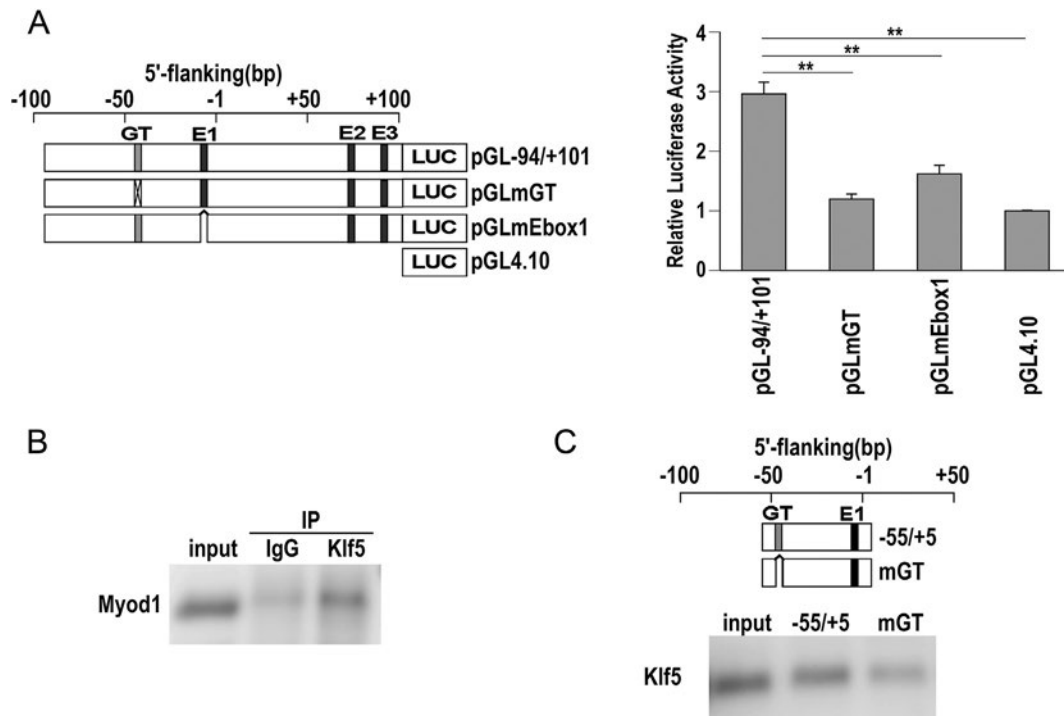 A
5'-flanking(bp)
-100 -50 -1 +50 +100
GT E1 E2 E3
LUC pGL-94/+101
LUC pGLmGT
LUC pGLmEbox1
LUC pGL4.10
Relative Luciferase Activity
4
3
2
1
0
**
**
**
pGL-94/+101
pGLmGT
pGLmEbox1
pGL4.10
B
IP
input IgG Klf5
Myod1
C
5'-flanking(bp)
-100 -50 -1 +50
GT E1
-55/+5
mGT
input -55/+5 mGT
Klf5